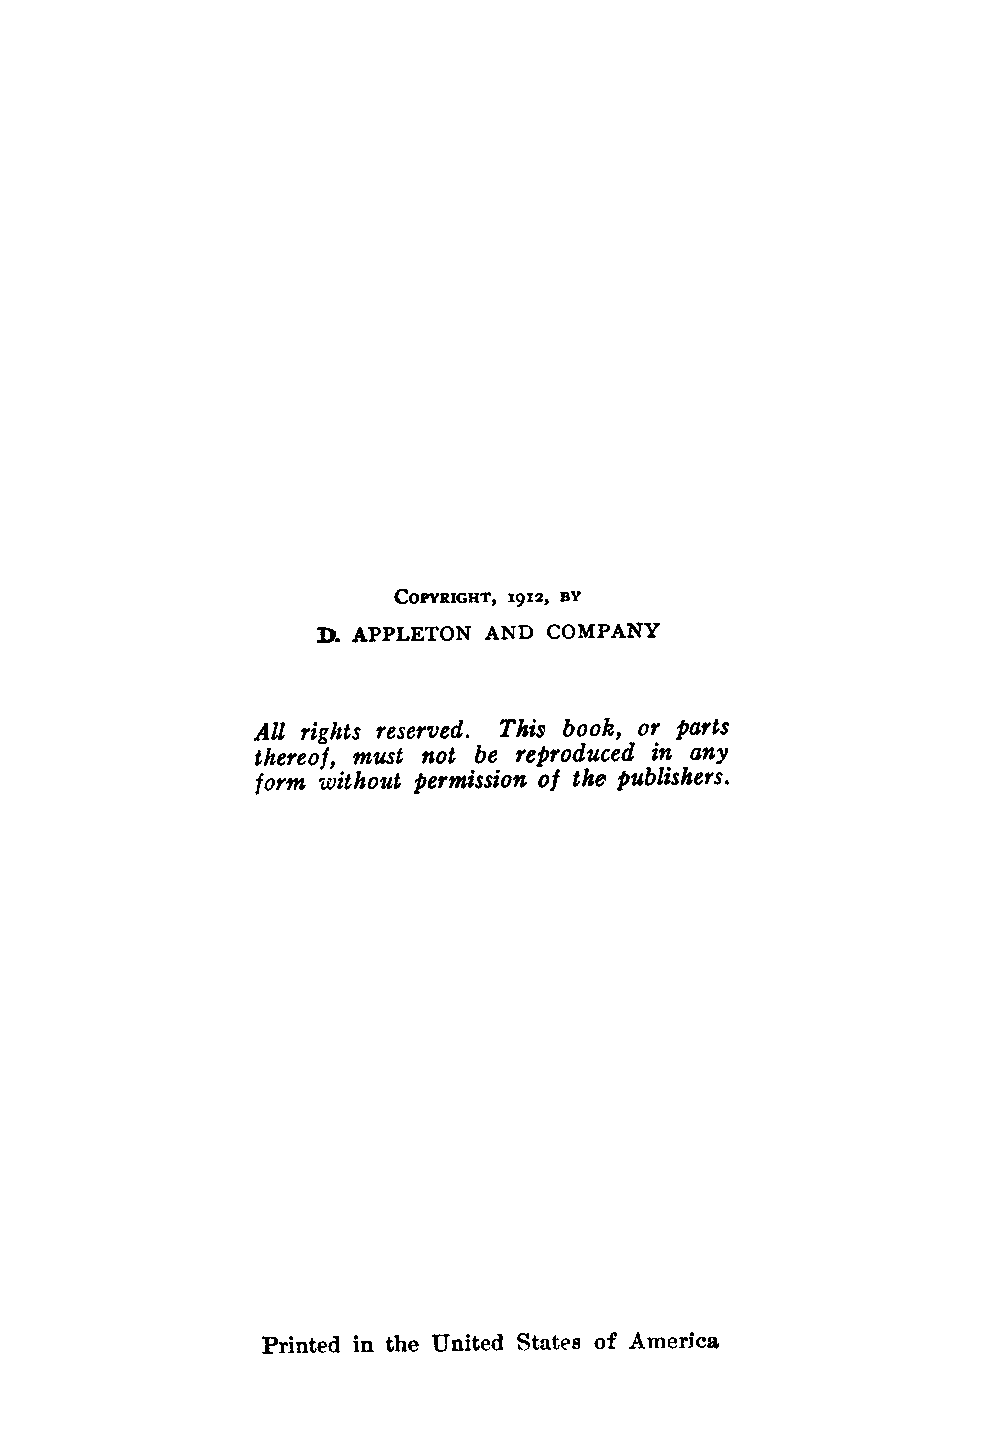 COPYRIGHT, 1912, BY
D. APPLETON AND COMPANY
All rights reserved. This book, or parts
thereof, must not be reproduced in any
form without permission of the publishers.
Printed in the United States of America